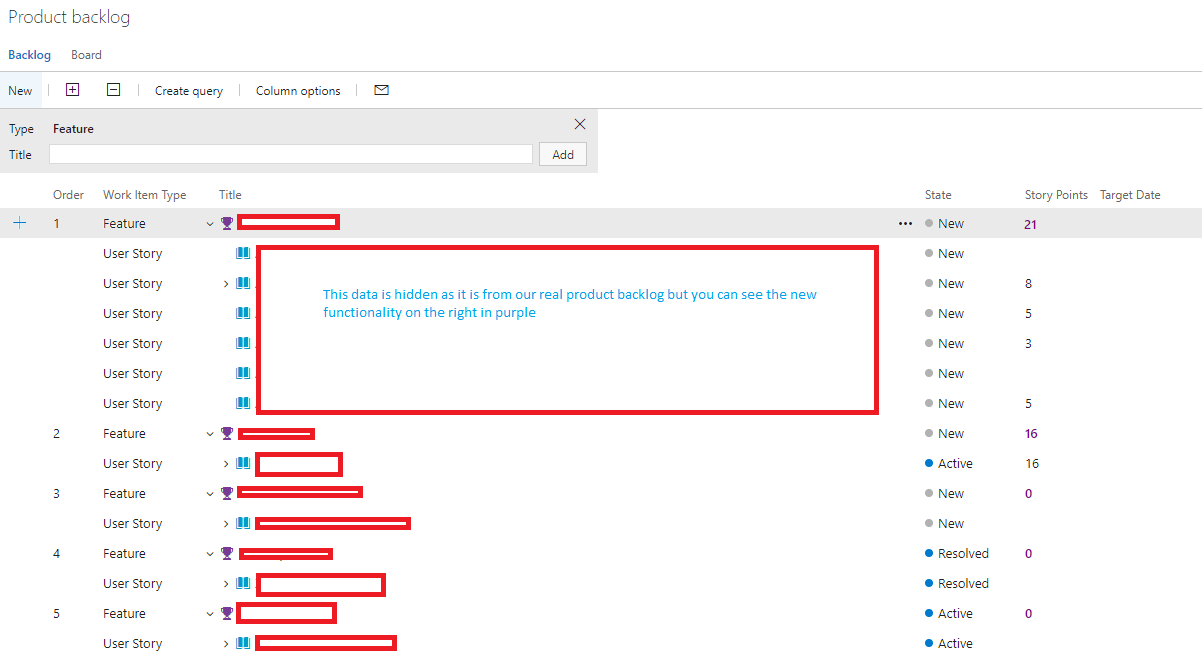 Product backlog
Backlog Board
New Create query Column options
Type Feature
Title Add
Order Work Item Type Title State Story Points Target Date
1 Feature New 21
User Story New
User Story New 8
This data is hidden as it is from our real product backlog but you can see the new
functionality on the right in purple
User Story New 5
User Story New 3
User Story New
User Story New 5
2 Feature New 16
User Story Active 16
3 Feature New 0
User Story New
4 Feature Resolved 0
User Story Resolved
5 Feature Active 0
User Story Active